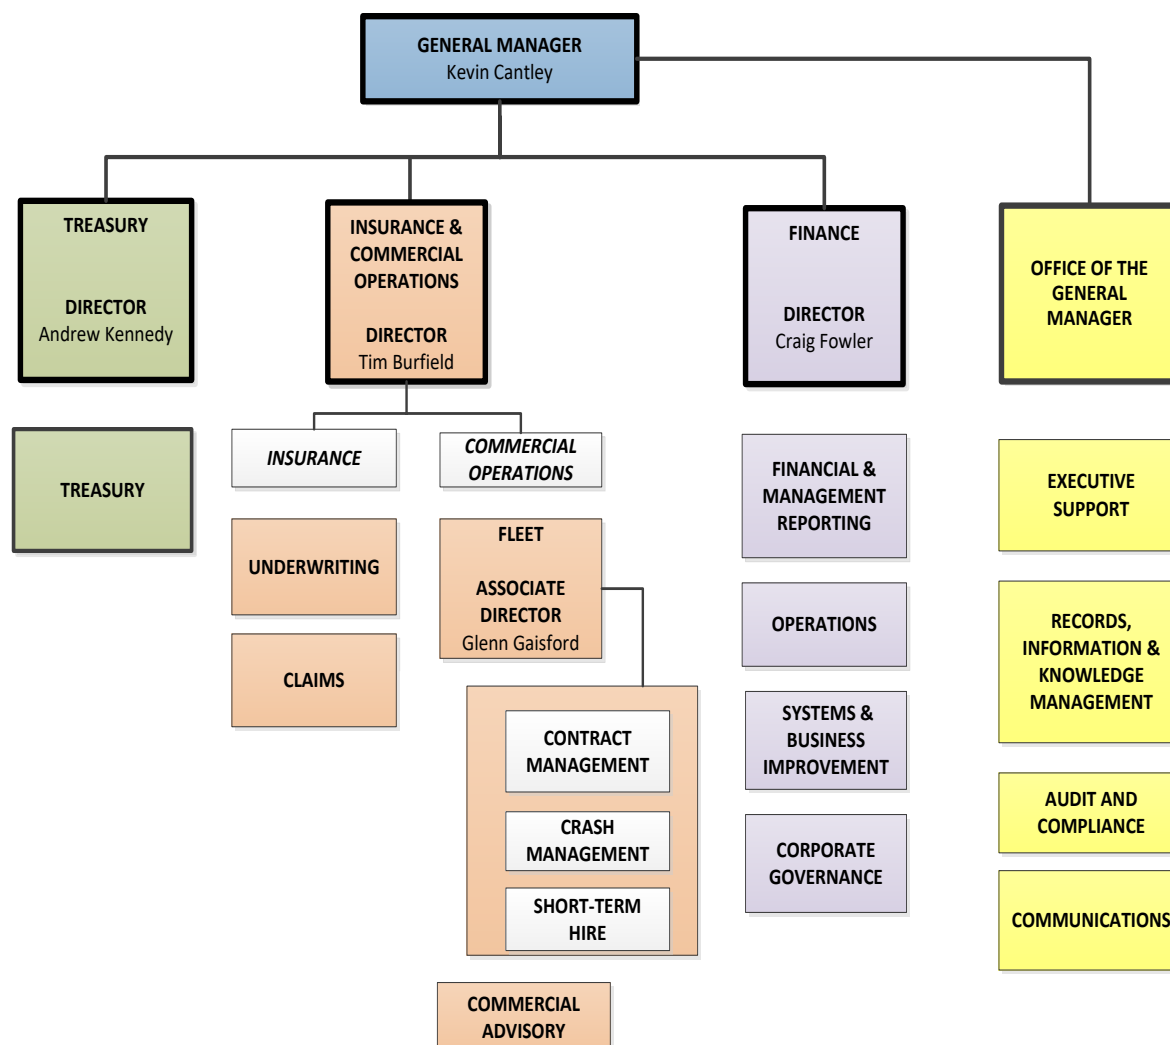 GENERAL MANAGER
Kevin Cantley
TREASURY
DIRECTOR
Andrew Kennedy
INSURANCE &
COMMERCIAL
OPERATIONS
DIRECTOR
Tim Burfield
FINANCE
DIRECTOR
Craig Fowler
OFFICE OF THE
GENERAL
MANAGER
TREASURY
INSURANCE
UNDERWRITING
CLAIMS
COMMERCIAL
OPERATIONS
FLEET
ASSOCIATE
DIRECTOR
Glenn Gaisford
CONTRACT
MANAGEMENT
CRASH
MANAGEMENT
SHORT-TERM
HIRE
COMMERCIAL
ADVISORY
FINANCIAL &
MANAGEMENT
REPORTING
OPERATIONS
SYSTEMS &
BUSINESS
IMPROVEMENT
CORPORATE
GOVERNANCE
EXECUTIVE
SUPPORT
RECORDS,
INFORMATION &
KNOWLEDGE
MANAGEMENT
AUDIT AND
COMPLIANCE
COMMUNICATIONS